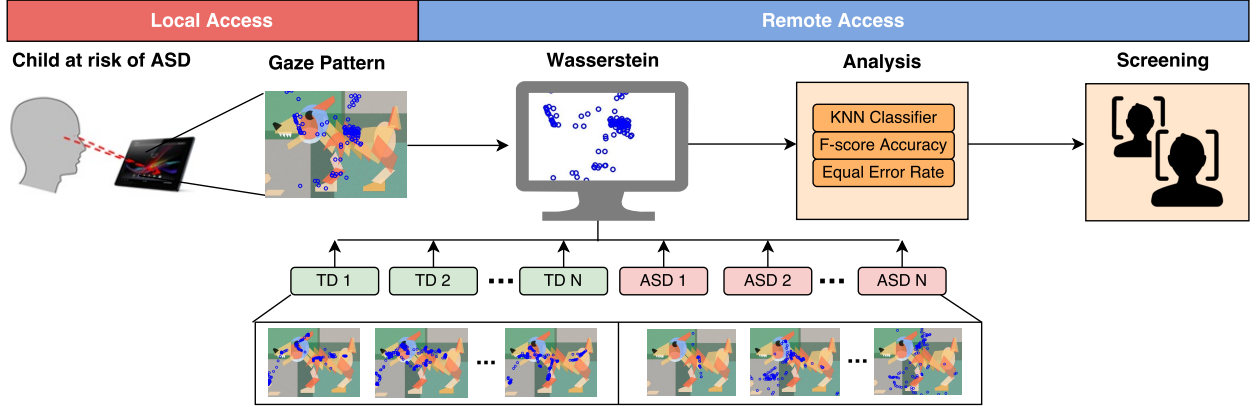 Local Access
Remote Access
Child at risk of ASD
Gaze Pattern
Wasserstein
Analysis
Screening
KNN Classifier
F-score Accuracy
Equal Error Rate
TD 1
TD 2
TD N
ASD 1
ASD 2
ASD N